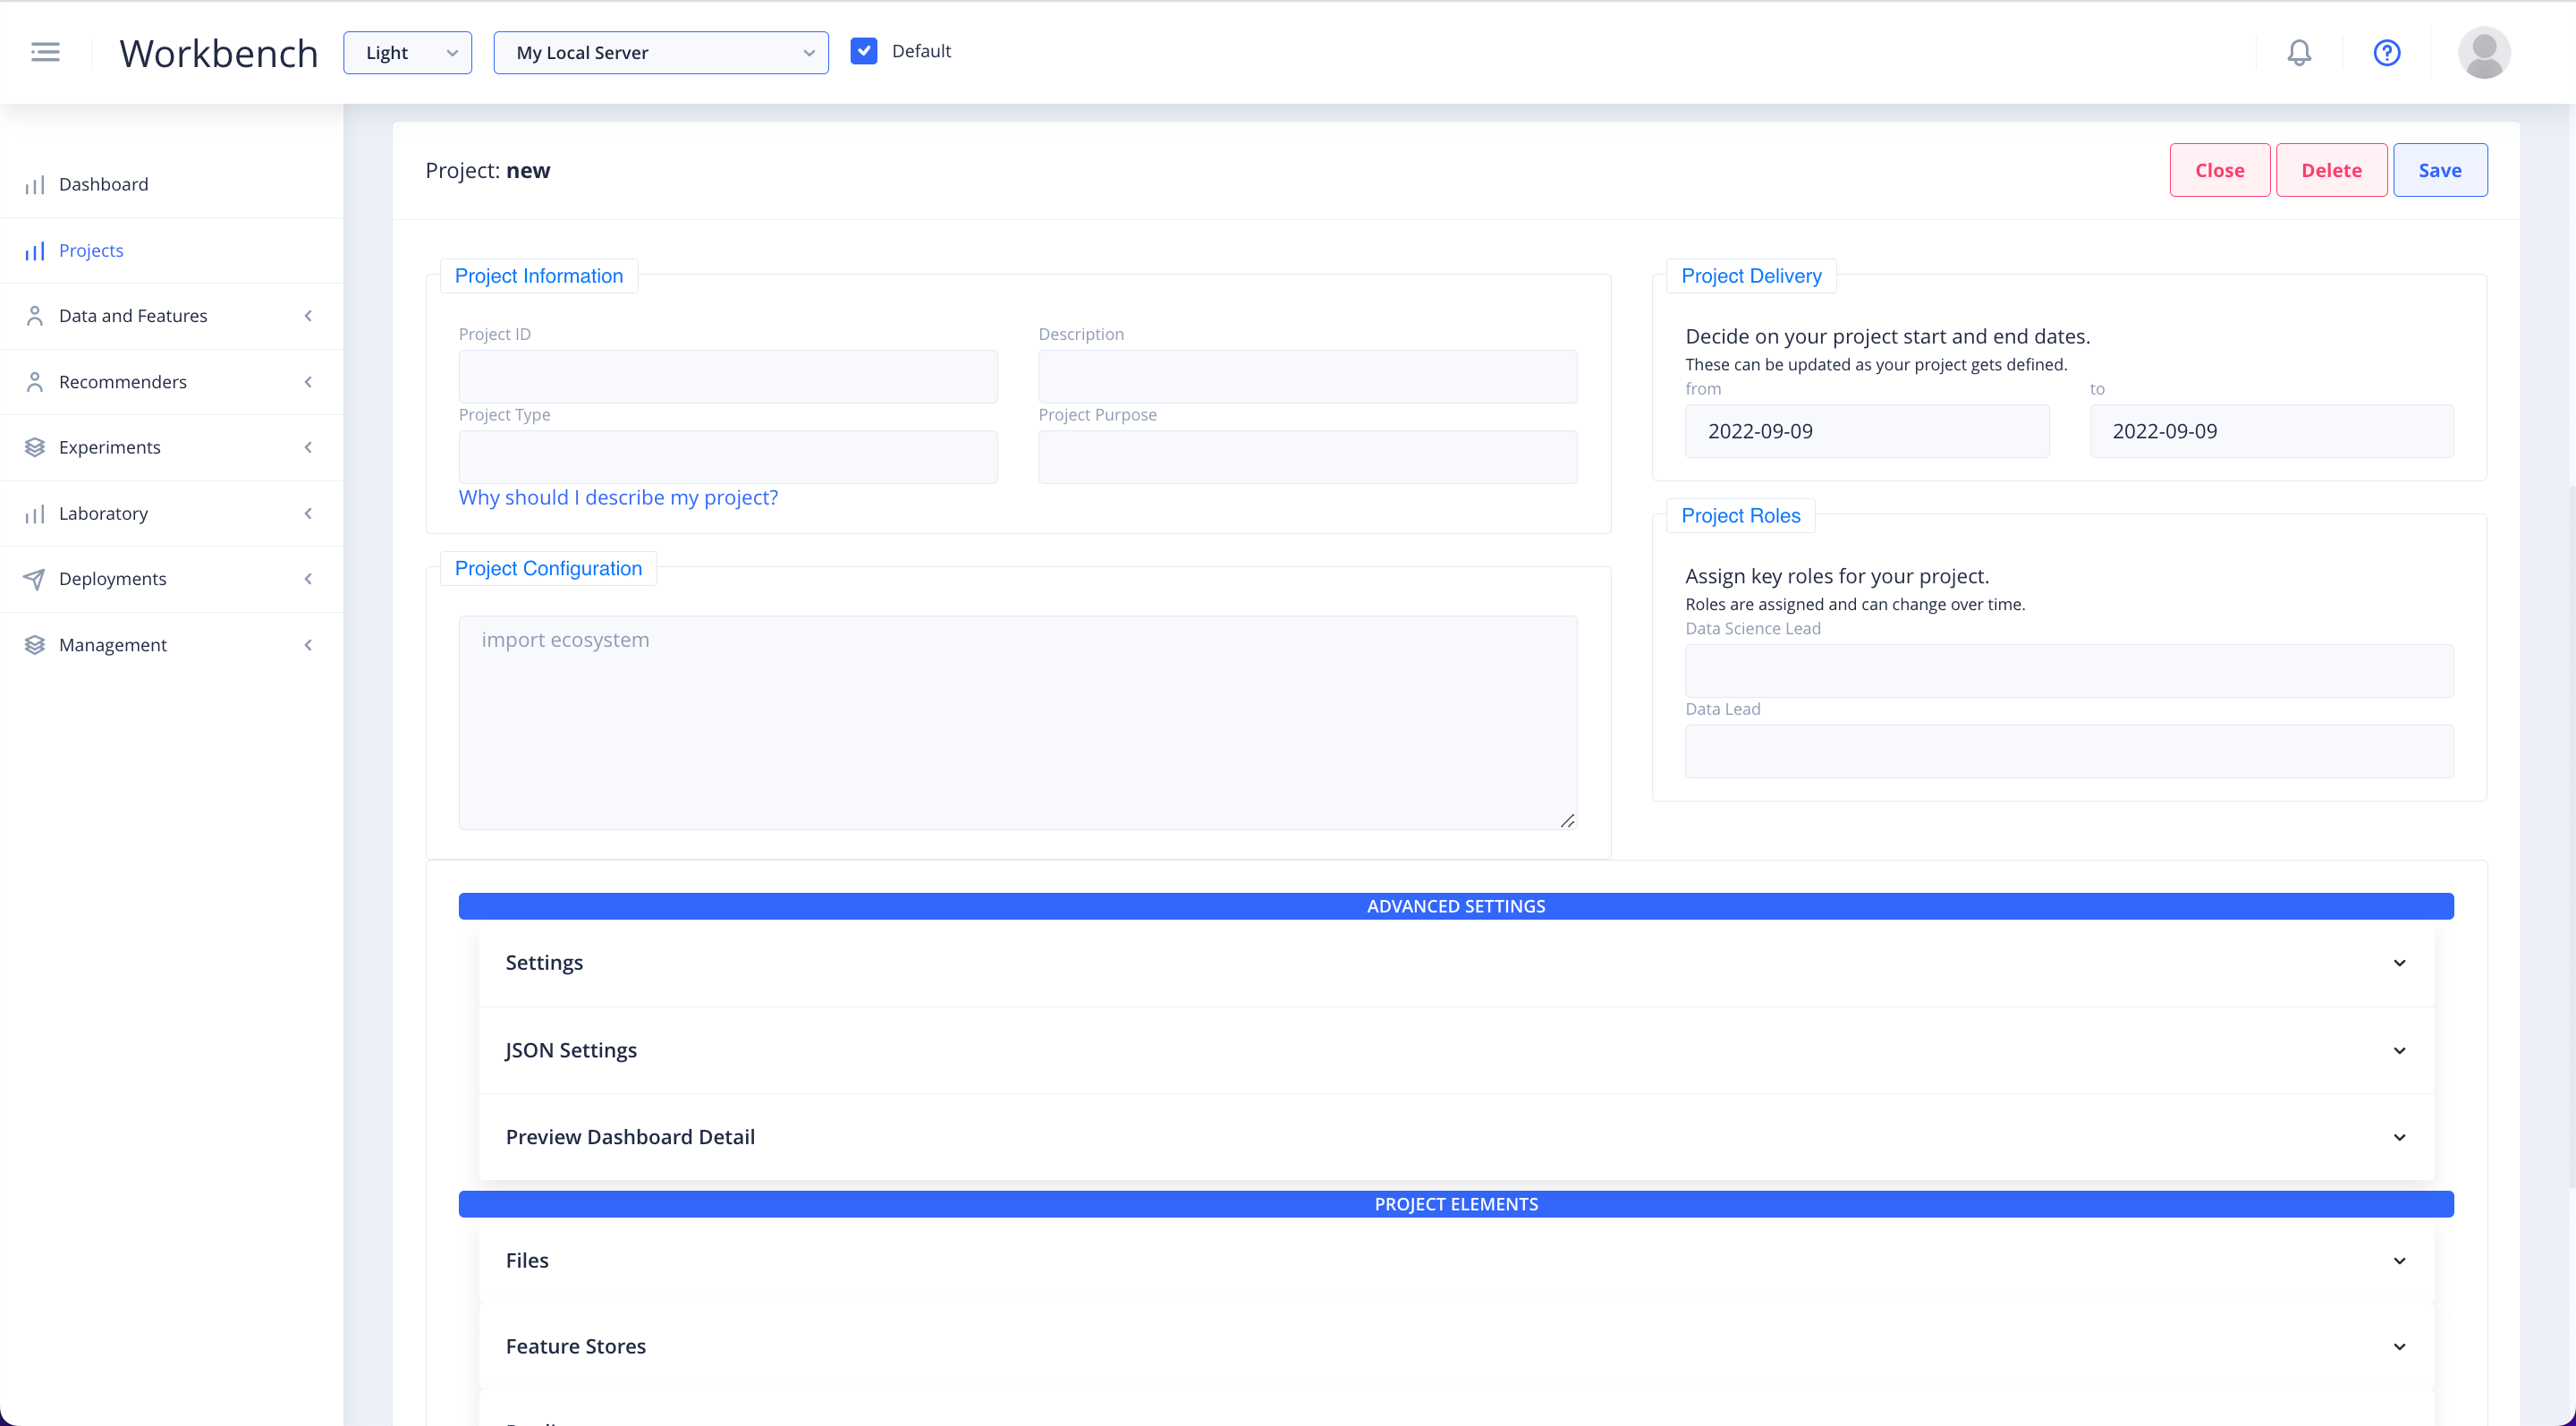 Workbench
Light
My Local Server
Default
Dashboard
Projects
Data and Features
Recommenders
Experiments
Laboratory
Deployments
Management
Project: new
Close
Delete
Save
Project Information
Project ID
Description
Project Type
Project Purpose
Why should I describe my project?
Project Configuration
import ecosystem
Project Delivery
Decide on your project start and end dates.
These can be updated as your project gets defined.
from
to
2022-09-09
2022-09-09
Project Roles
Assign key roles for your project.
Roles are assigned and can change over time.
Data Science Lead
Data Lead
ADVANCED SETTINGS
Settings
JSON Settings
Preview Dashboard Detail
PROJECT ELEMENTS
Files
Feature Stores